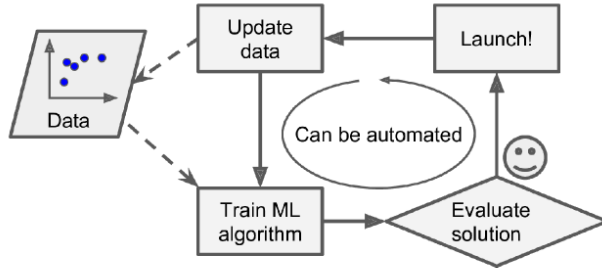 Update
data
Launch!
Data
Can be automated
Train ML
algorithm
Evaluate
solution